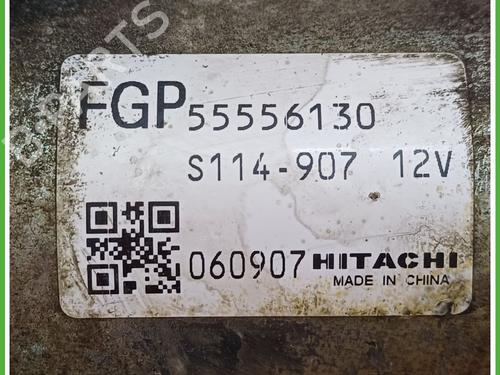 FGP 55556130
S114-907 12V
060907 HITACHI
MADE IN CHINA